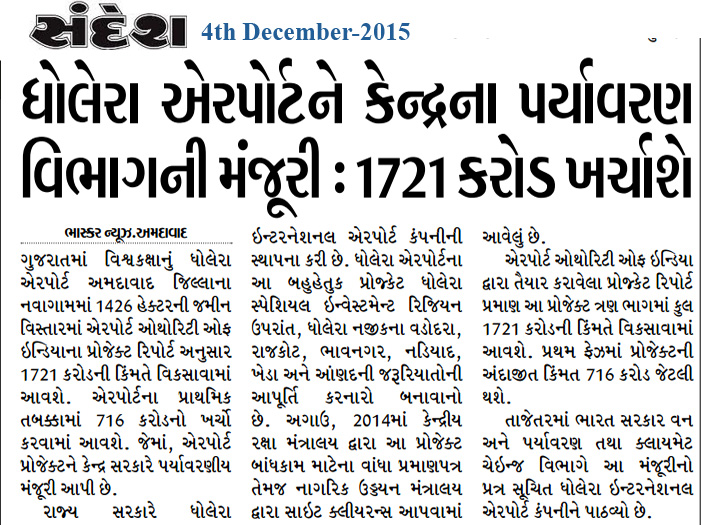 સંદેશ 4th December-2015
ધોલેરા એરપોર્ટને કેન્દ્રના પર્યાવરણ
વિભાગની મંજૂરી : 1721 કરોડ ખર્ચાશે
ભાસ્કર ન્યૂઝ.અમદાવાદ
ગુજરાતમાં વિશ્વકક્ષાનું ધોલેરા
એરપોર્ટ અમદાવાદ જિલ્લાના
નવાગામમાં 1426 હેક્ટરની જમીન
વિસ્તારમાં એરપોર્ટ ઓથોરિટી ઓફ
ઇન્ડિયાના પ્રોજેક્ટ રિપોર્ટ અનુસાર
1721 કરોડની કિંમતે વિકસાવામાં
આવશે. એરપોર્ટના પ્રાથમિક
તબક્કામાં 716 કરોડનો ખર્ચો
કરવામાં આવશે. જેમાં, એરપોર્ટ
પ્રોજેક્ટને કેન્દ્ર સરકારે પર્યાવરણીય
મંજૂરી આપી છે.
રાજ્ય સરકારે ધોલેરા
ઇન્ટરનેશનલ એરપોર્ટ કંપનીની
સ્થાપના કરી છે. ધોલેરા એરપોર્ટના
આ બહુહેતુક પ્રોજ્કેટ ધોલેરા
સ્પેશિયલ ઇન્વેસ્ટમેન્ટ રિજિયન
ઉપરાંત, ધોલેરા નજીકના વડોદરા,
રાજકોટ, ભાવનગર, નડિયાદ,
ખેડા અને આંણદની જરૂરિયાતોની
આપૂર્તિ કરનારો બનાવાનો
છે. અગાઉ, 2014માં કેન્દ્રીય
રક્ષા મંત્રાલય દ્વારા આ પ્રોજેક્ટ
બાંધકામ માટેના વાંધા પ્રમાણપત્ર
તેમજ નાગરિક ઉડ્ડયન મંત્રાલય
દ્વારા સાઇટ ક્લીયરન્સ આપવામાં
આવેલું છે.
એરપોર્ટ ઓથોરિટી ઓફ ઇન્ડિયા
દ્વારા તૈયાર કરાવેલા પ્રોજ્કેટ રિપોર્ટ
પ્રમાણ આ પ્રોજેક્ટ ત્રણ ભાગમાં કુલ
1721 કરોડની કિંમતે વિકસાવામાં
આવશે. પ્રથમ ફેઝમાં પ્રોજેક્ટની
અંદાજીત કિંમત 716 કરોડ જેટલી
થશે.
તાજેતરમાં ભારત સરકાર વન
અને પર્યાવરણ તથા ક્લાયમેટ
ચેઇન્જ વિભાગે આ મંજૂરીનો
પ્રત્ર સૂચિત ધોલેરા ઇન્ટરનેશનલ
એરપોર્ટ કંપનીને પાઠવ્યો છે.